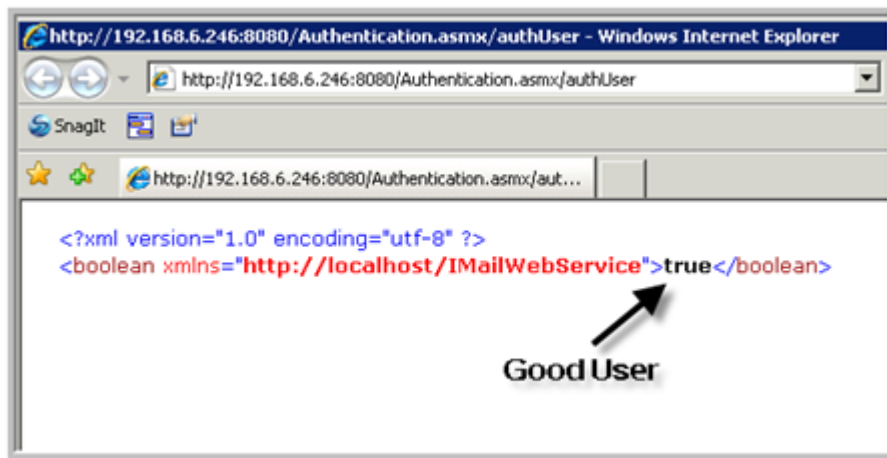 http://192.168.6.246:8080/Authentication.asmx/authUser - Windows Internet Explorer
http://192.168.6.246:8080/Authentication.asmx/authUser
SnagIt
http://192.168.6.246:8080/Authentication.asmx/aut...
<?xml version="1.0" encoding="utf-8" ?>
<boolean xmlns="http://localhost/IMailWebService">true</boolean>
Good User